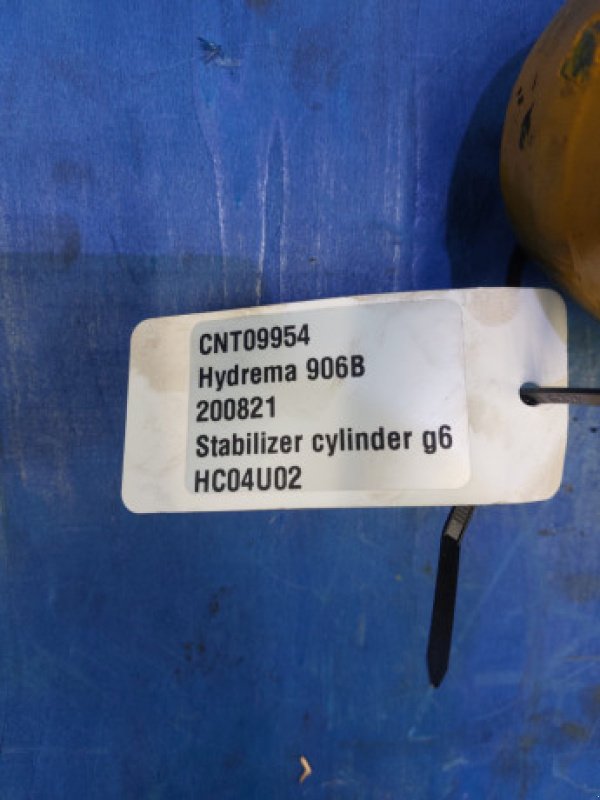 CNT09954
Hydrema 906B
200821
Stabilizer cylinder g6
HC04U02